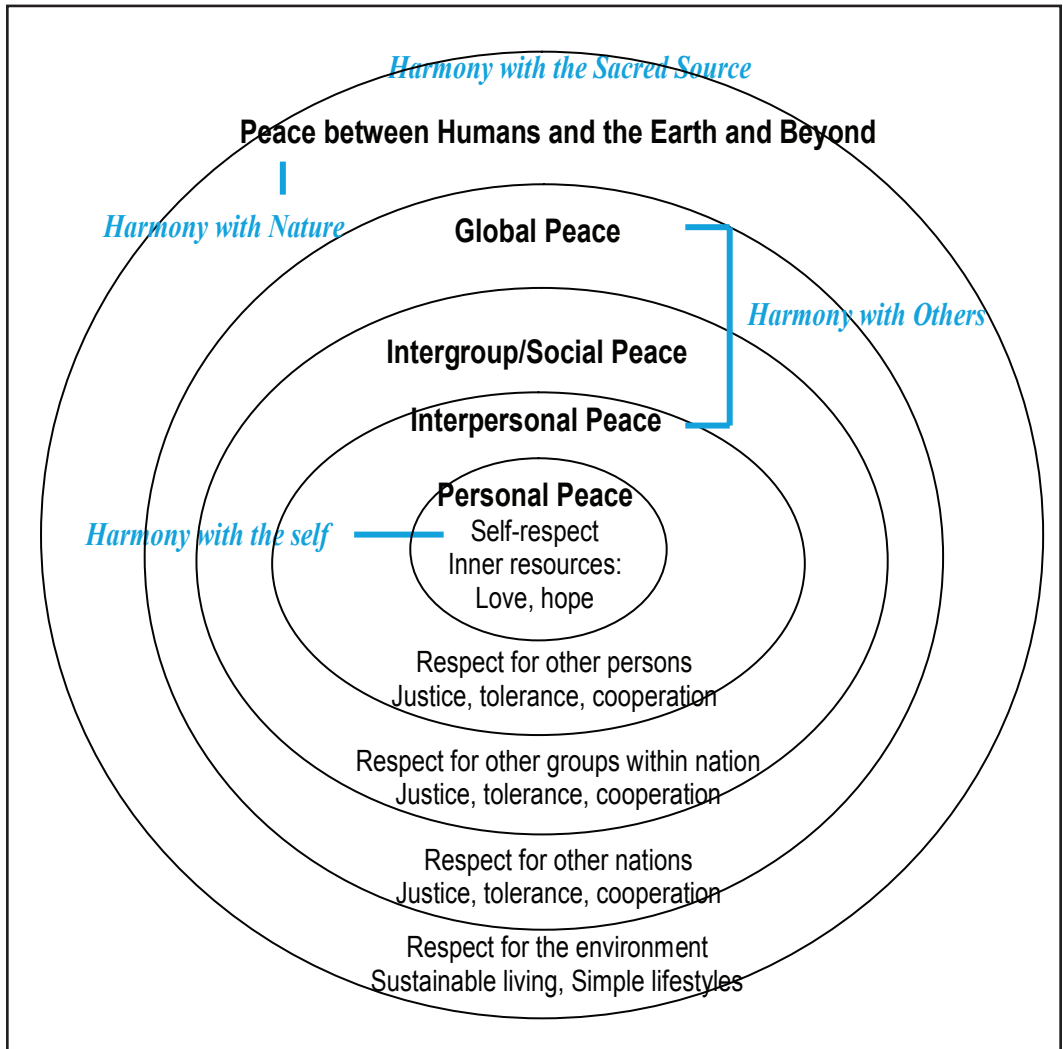 Harmony with the Sacred Source
Peace between Humans and the Earth and Beyond
Harmony with Nature
Global Peace
Harmony with Others
Intergroup/Social Peace
Interpersonal Peace
Personal Peace
Harmony with the self
Self-respect
Inner resources:
Love, hope
Respect for other persons
Justice, tolerance, cooperation
Respect for other groups within nation
Justice, tolerance, cooperation
Respect for other nations
Justice, tolerance, cooperation
Respect for the environment
Sustainable living, Simple lifestyles